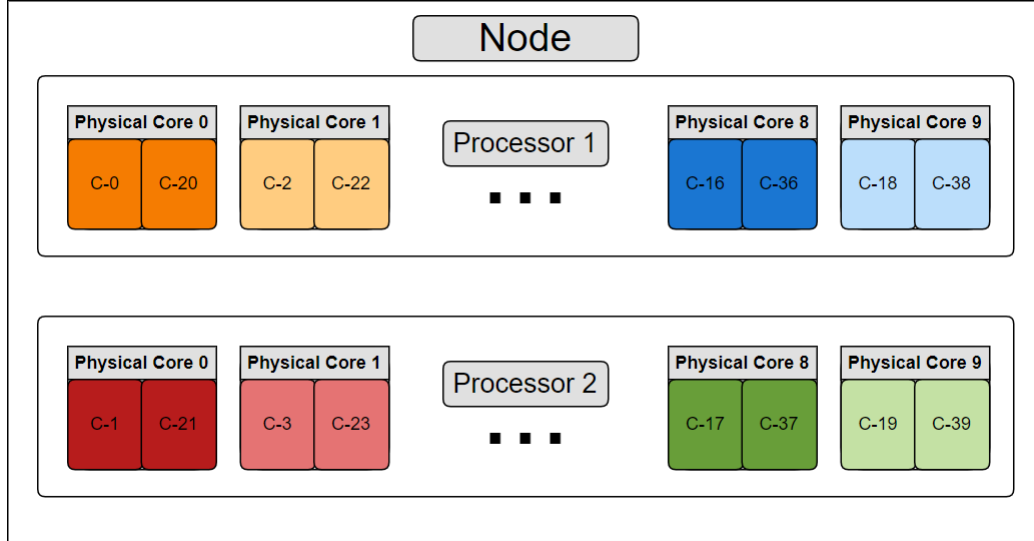 Node
Physical Core 0
Physical Core 1
Processor 1
Physical Core 8
Physical Core 9
C-0
C-20
C-2
C-22
...
C-16
C-36
C-18
C-38
Physical Core 0
Physical Core 1
Processor 2
Physical Core 8
Physical Core 9
C-1
C-21
C-3
C-23
...
C-17
C-37
C-19
C-39